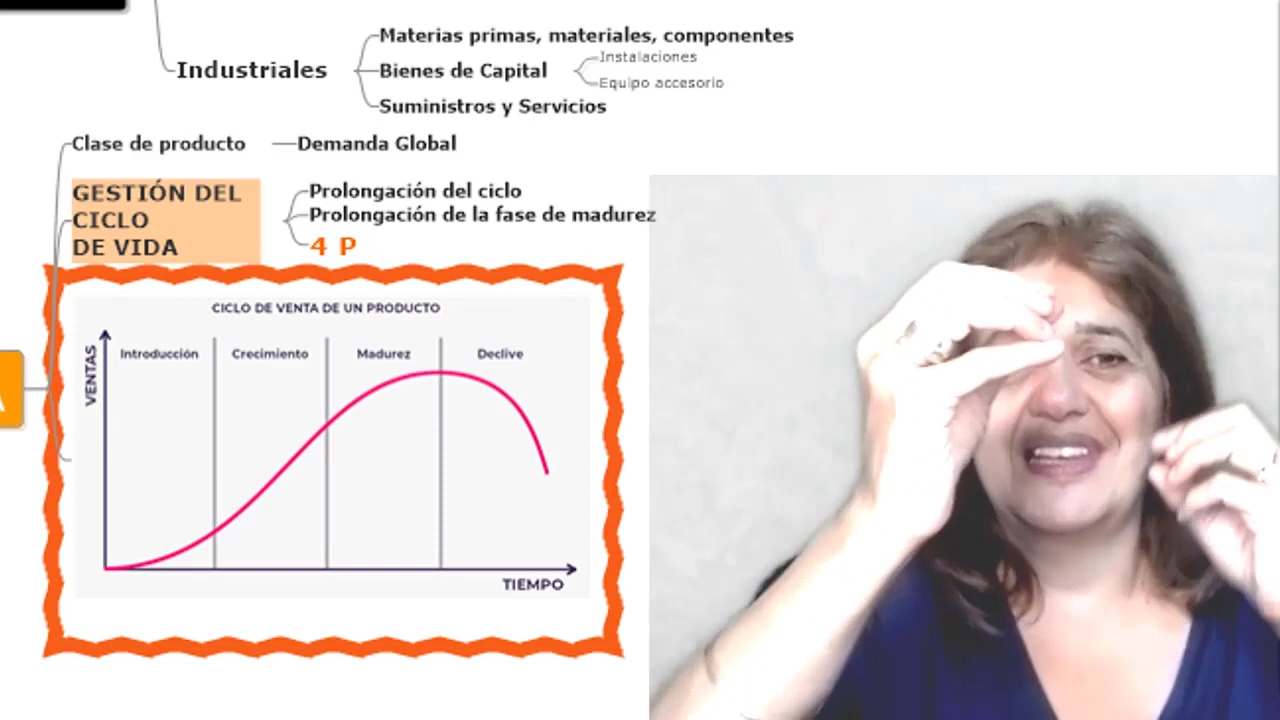 Materias primas, materiales, componentes
Industriales
Bienes de Capital
Instalaciones
Equipo accesorio
Suministros y Servicios
Clase de producto
Demanda Global
GESTIÓN DEL
CICLO
DE VIDA
Prolongación del ciclo
Prolongación de la fase de madurez
4 P
CICLO DE VENTA DE UN PRODUCTO
VENTAS
Introducción
Crecimiento
Madurez
Declive
TIEMPO